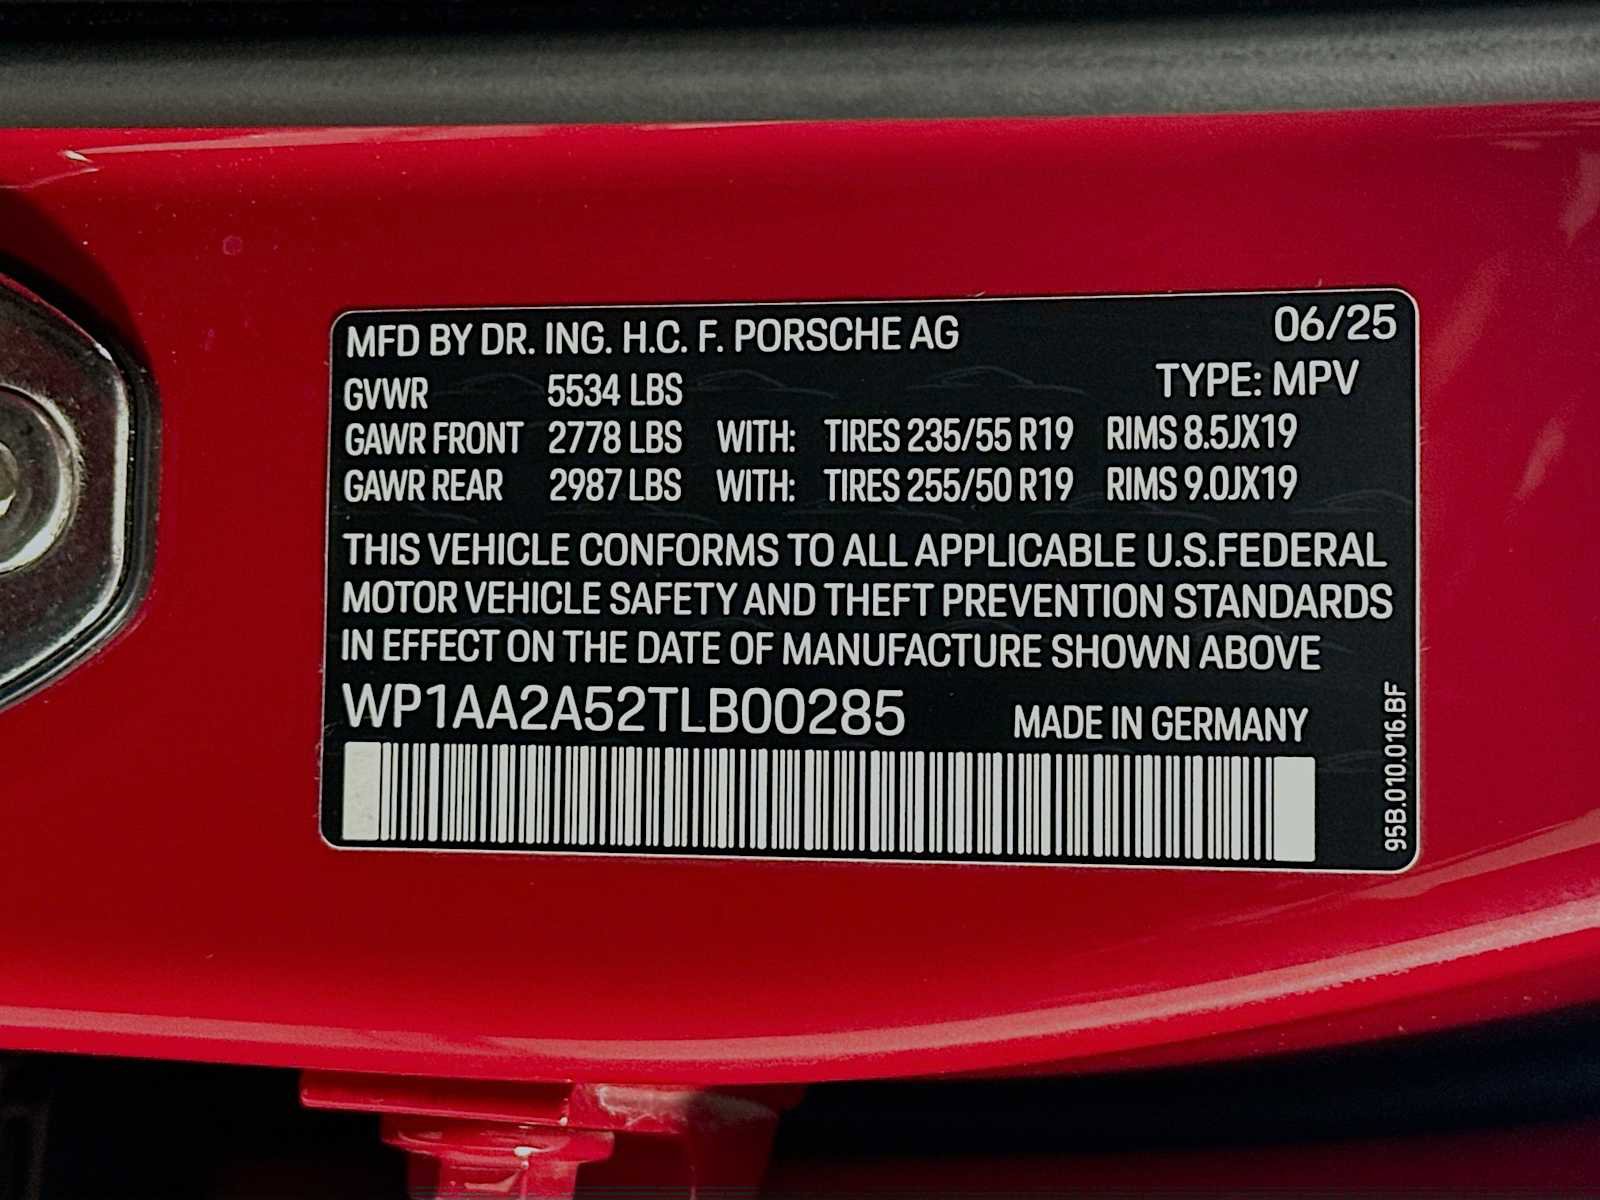 MFD BY DR. ING. H.C. F. PORSCHE AG 06/25
GVWR 5534 LBS TYPE: MPV
GAWR FRONT 2778 LBS WITH: TIRES 235/55 R19 RIMS 8.5JX19
GAWR REAR 2987 LBS WITH: TIRES 255/50 R19 RIMS 9.0JX19
THIS VEHICLE CONFORMS TO ALL APPLICABLE U.S.FEDERAL
MOTOR VEHICLE SAFETY AND THEFT PREVENTION STANDARDS
IN EFFECT ON THE DATE OF MANUFACTURE SHOWN ABOVE
WP1AA2A52TLB00285 MADE IN GERMANY
95B.010.016.BF